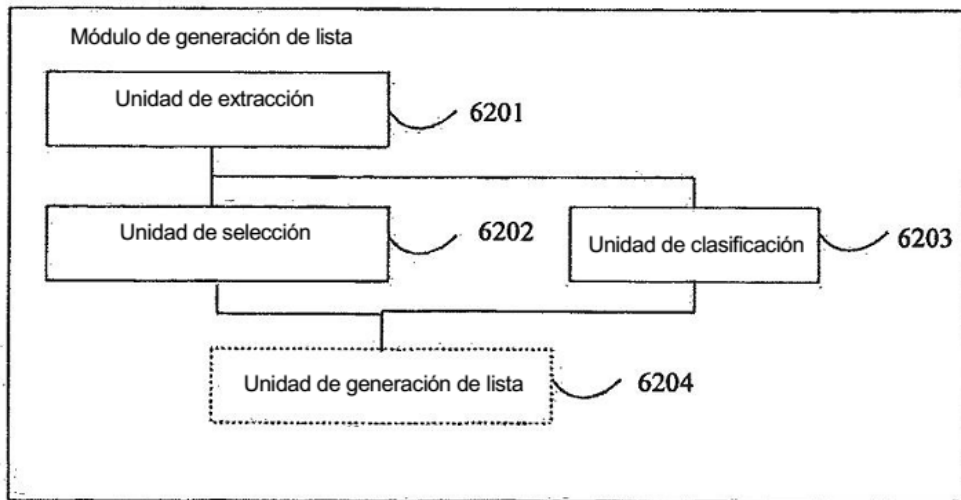 Módulo de generación de lista
Unidad de extracción
6201
Unidad de selección
6202
Unidad de clasificación
6203
Unidad de generación de lista
6204